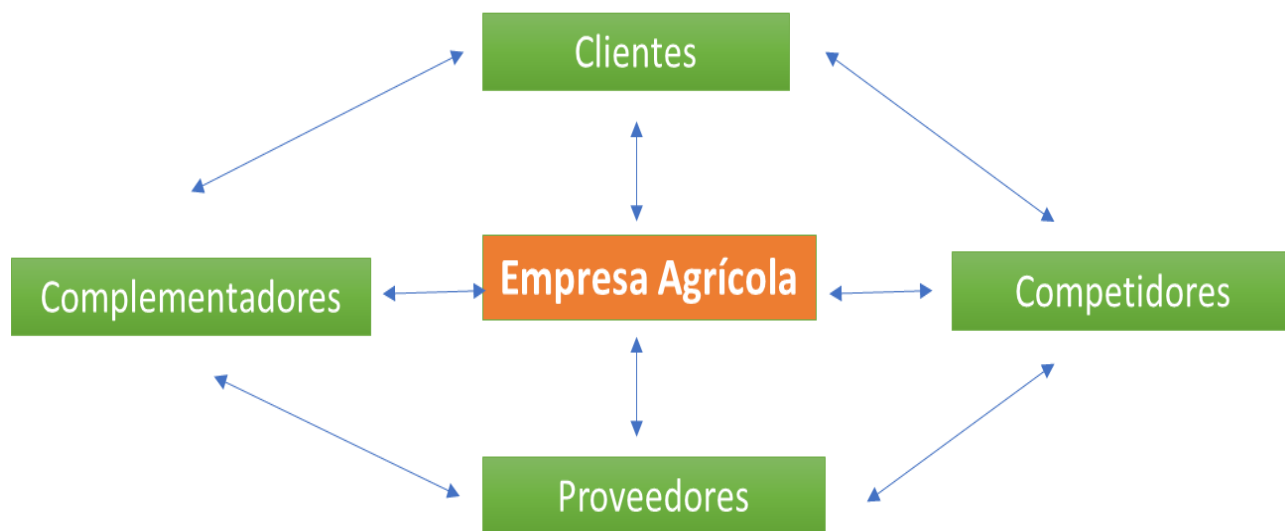 Clientes
Complementadores
Empresa Agrícola
Competidores
Proveedores